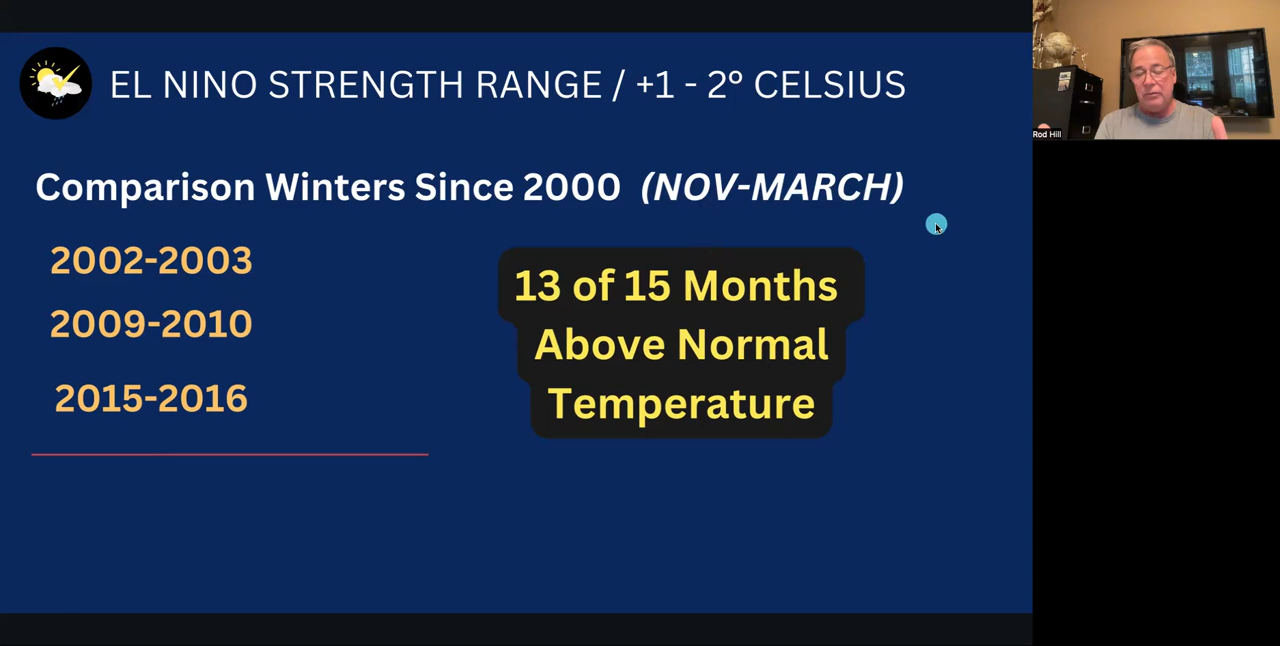 EL NINO STRENGTH RANGE / +1 - 2° CELSIUS
Comparison Winters Since 2000 (NOV-MARCH)
2002-2003
2009-2010
2015-2016
13 of 15 Months
Above Normal
Temperature
Rod Hill